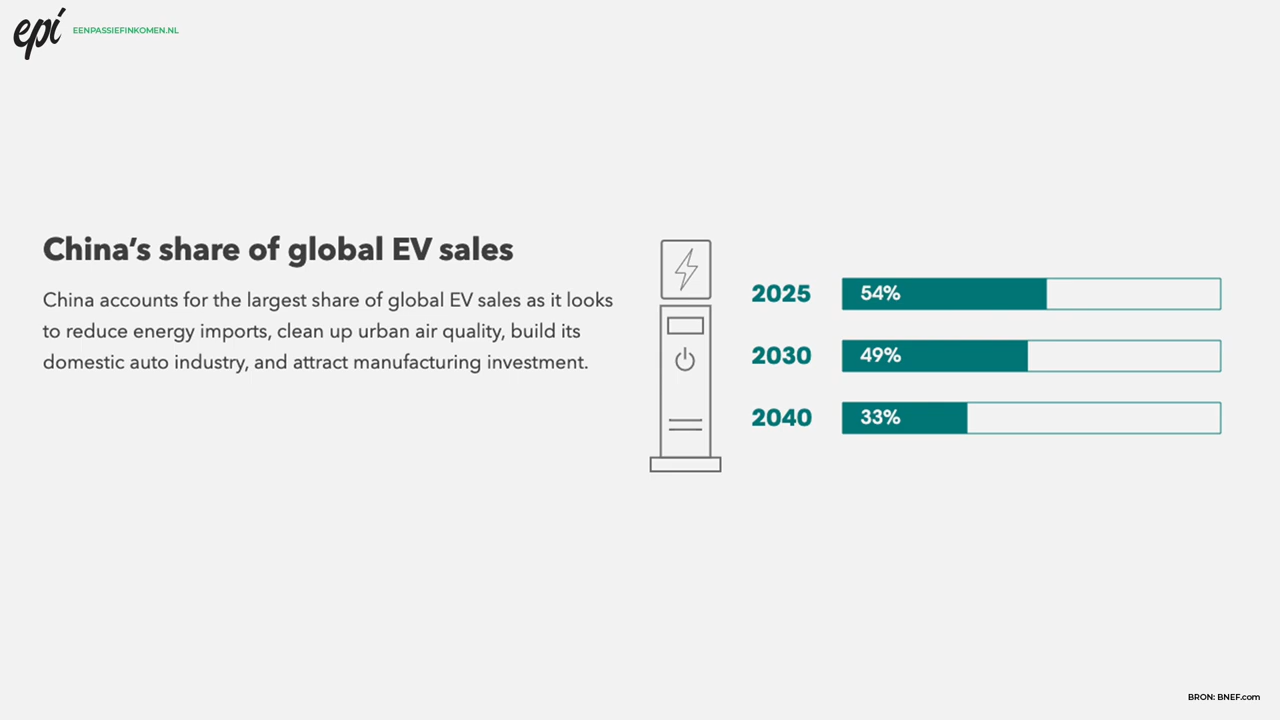 epi
EENPASSIEFINKOMEN.NL
China's share of global EV sales
China accounts for the largest share of global EV sales as it looks
to reduce energy imports, clean up urban air quality, build its
domestic auto industry, and attract manufacturing investment.
2025 54%
2030 49%
2040 33%
BRON: BNEF.com